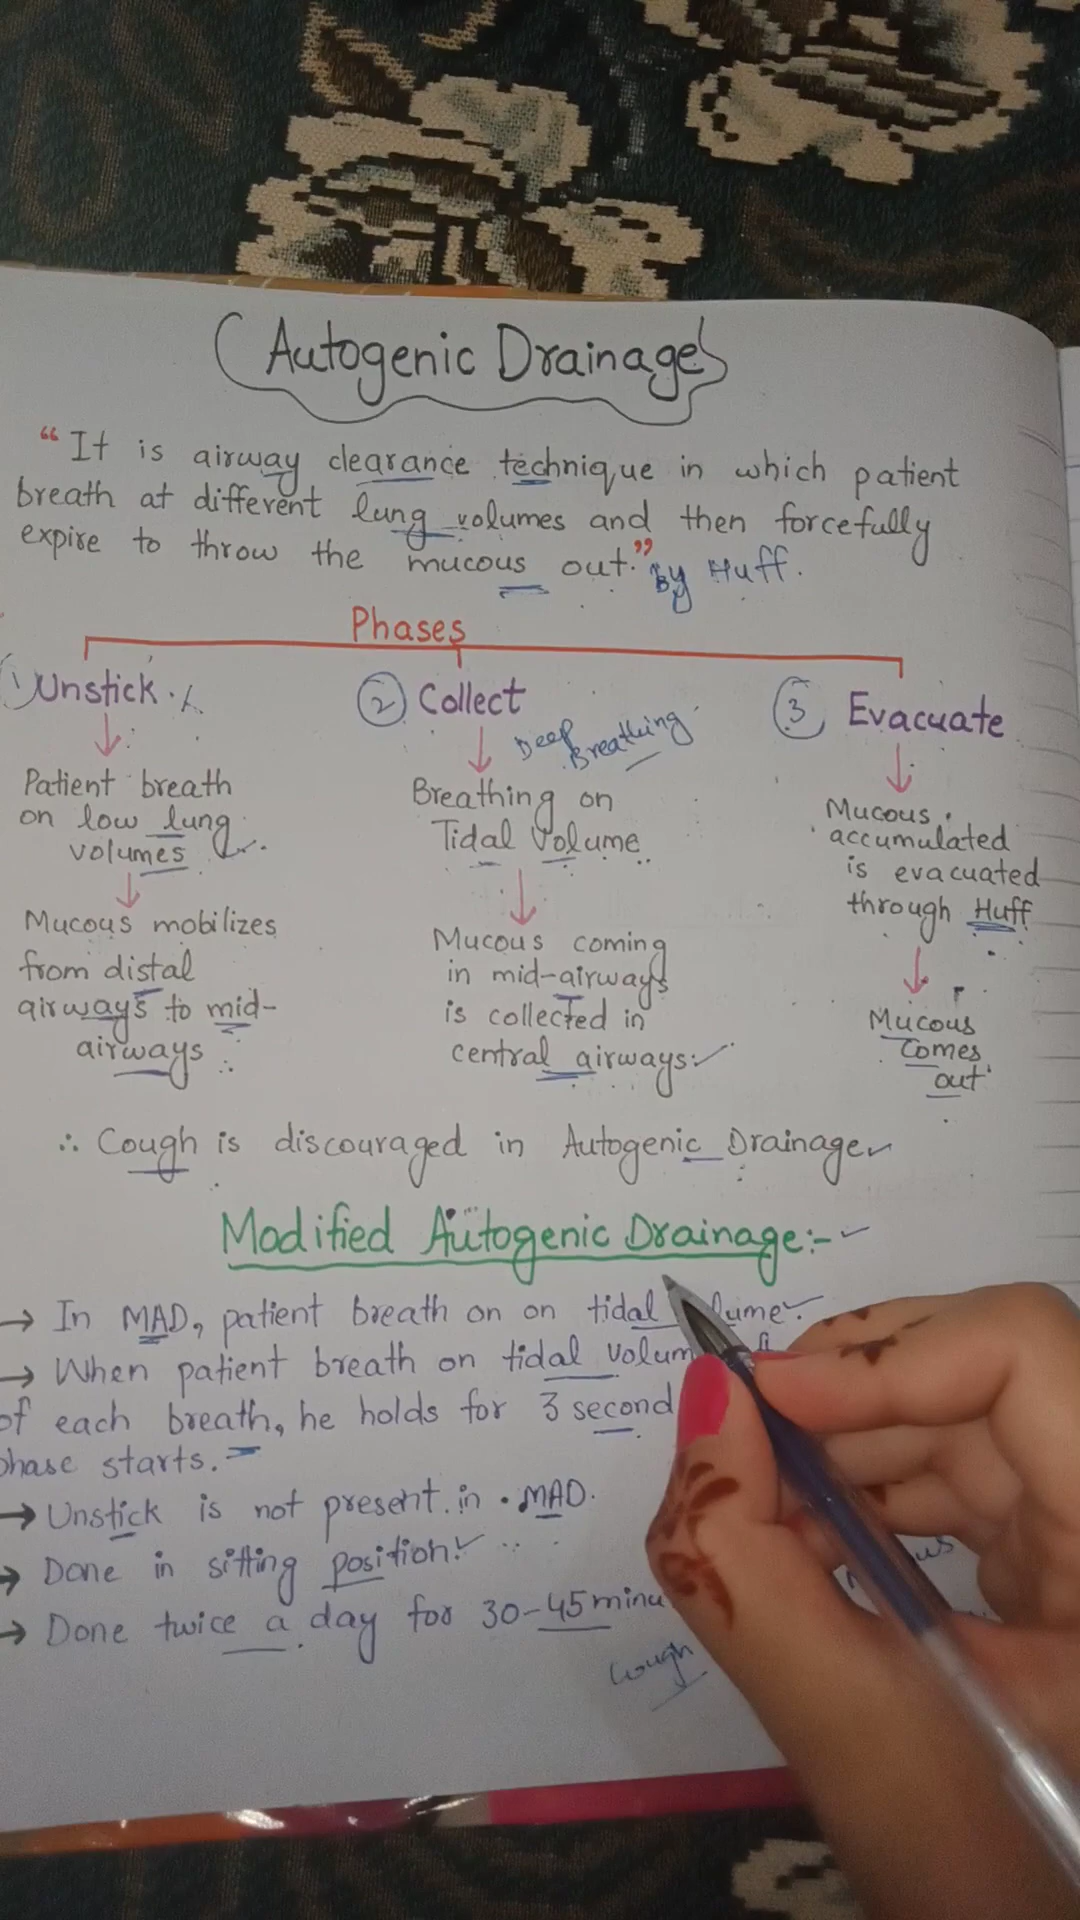 Autogenic Drainage
“It is airway clearance technique in which patient
breath at different lung volumes and then forcefully
expire to throw the mucous out.” By Huff.
Phases
1) Unstick.
② Collect
③ Evacuate
Deep
Breathing
Patient breath
on low lung
volumes
Mucous mobilizes
from distal
airways to mid-
airways
Breathing on
Tidal Volume
Mucous coming
in mid-airways
is collected in
central airways
Mucous
accumulated
is evacuated
through Huff
Mucous
comes
out
∴ Cough is discouraged in Autogenic Drainage
Modified Autogenic Drainage:-
→ In MAD, patient breath on on tidal
→ When patient breath on tidal
of each breath, he holds for 3 second
phase starts.
→ Unstick is not present in MAD.
→ Done in sitting position.
→ Done twice a day for 30-45
Cough